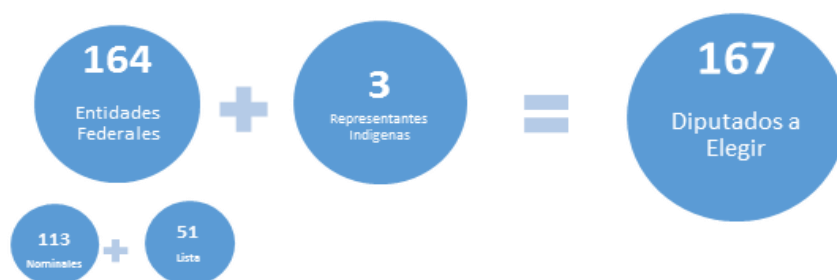 164
Entidades
Federales
+
3
Representantes
Indigenas
=
167
Diputados a
Elegir
113
Nominales
+
51
Lista